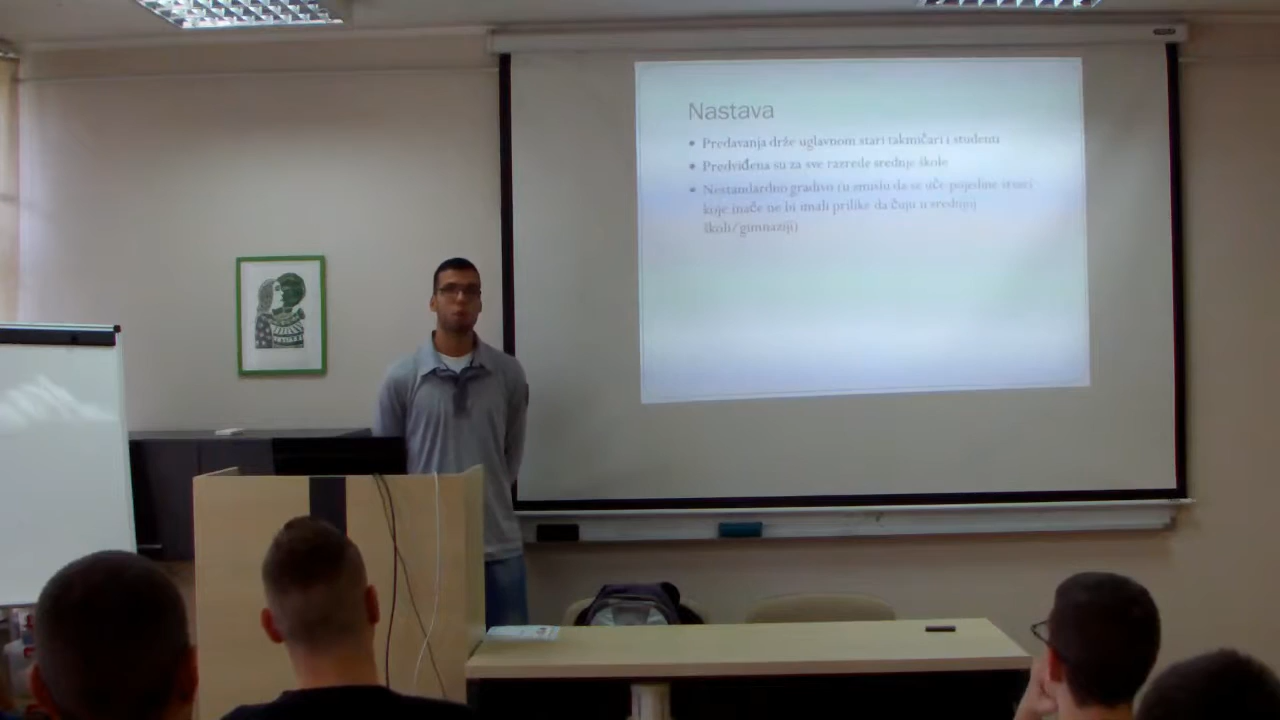 Nastava
• Predavanja drže uglavnom stari takmičari i studenti
• Predviđena su za sve razrede srednje škole
• Nestandardno gradivo (u smislu da se uče pojedine stvari
koje inače ne bi imali prilike da čuju u srednjoj
školi/gimnaziji)